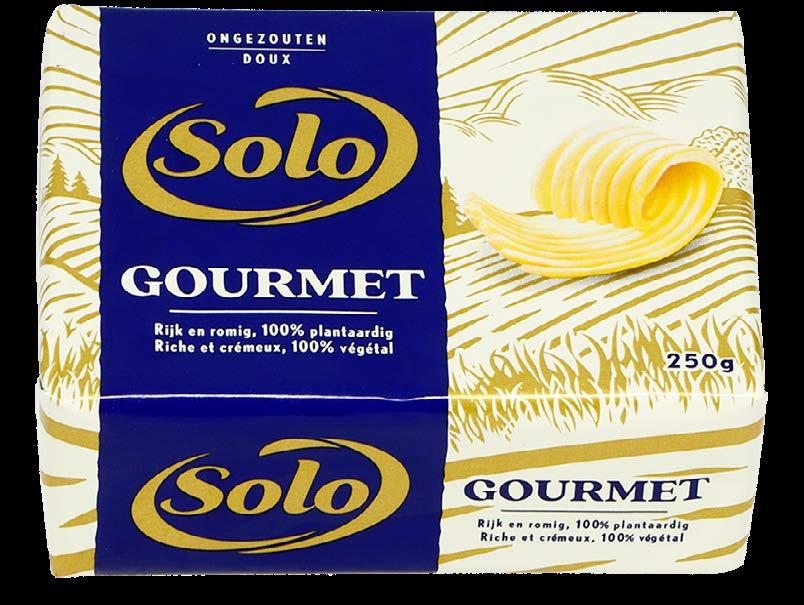 ONGEZOUTEN
DOUX
Solo
GOURMET
Rijk en romig, 100% plantaardig
Riche et crémeux, 100% végétal
250g
Solo
GOURMET
Rijk en romig, 100% plantaardig
Riche et crémeux, 100% végétal